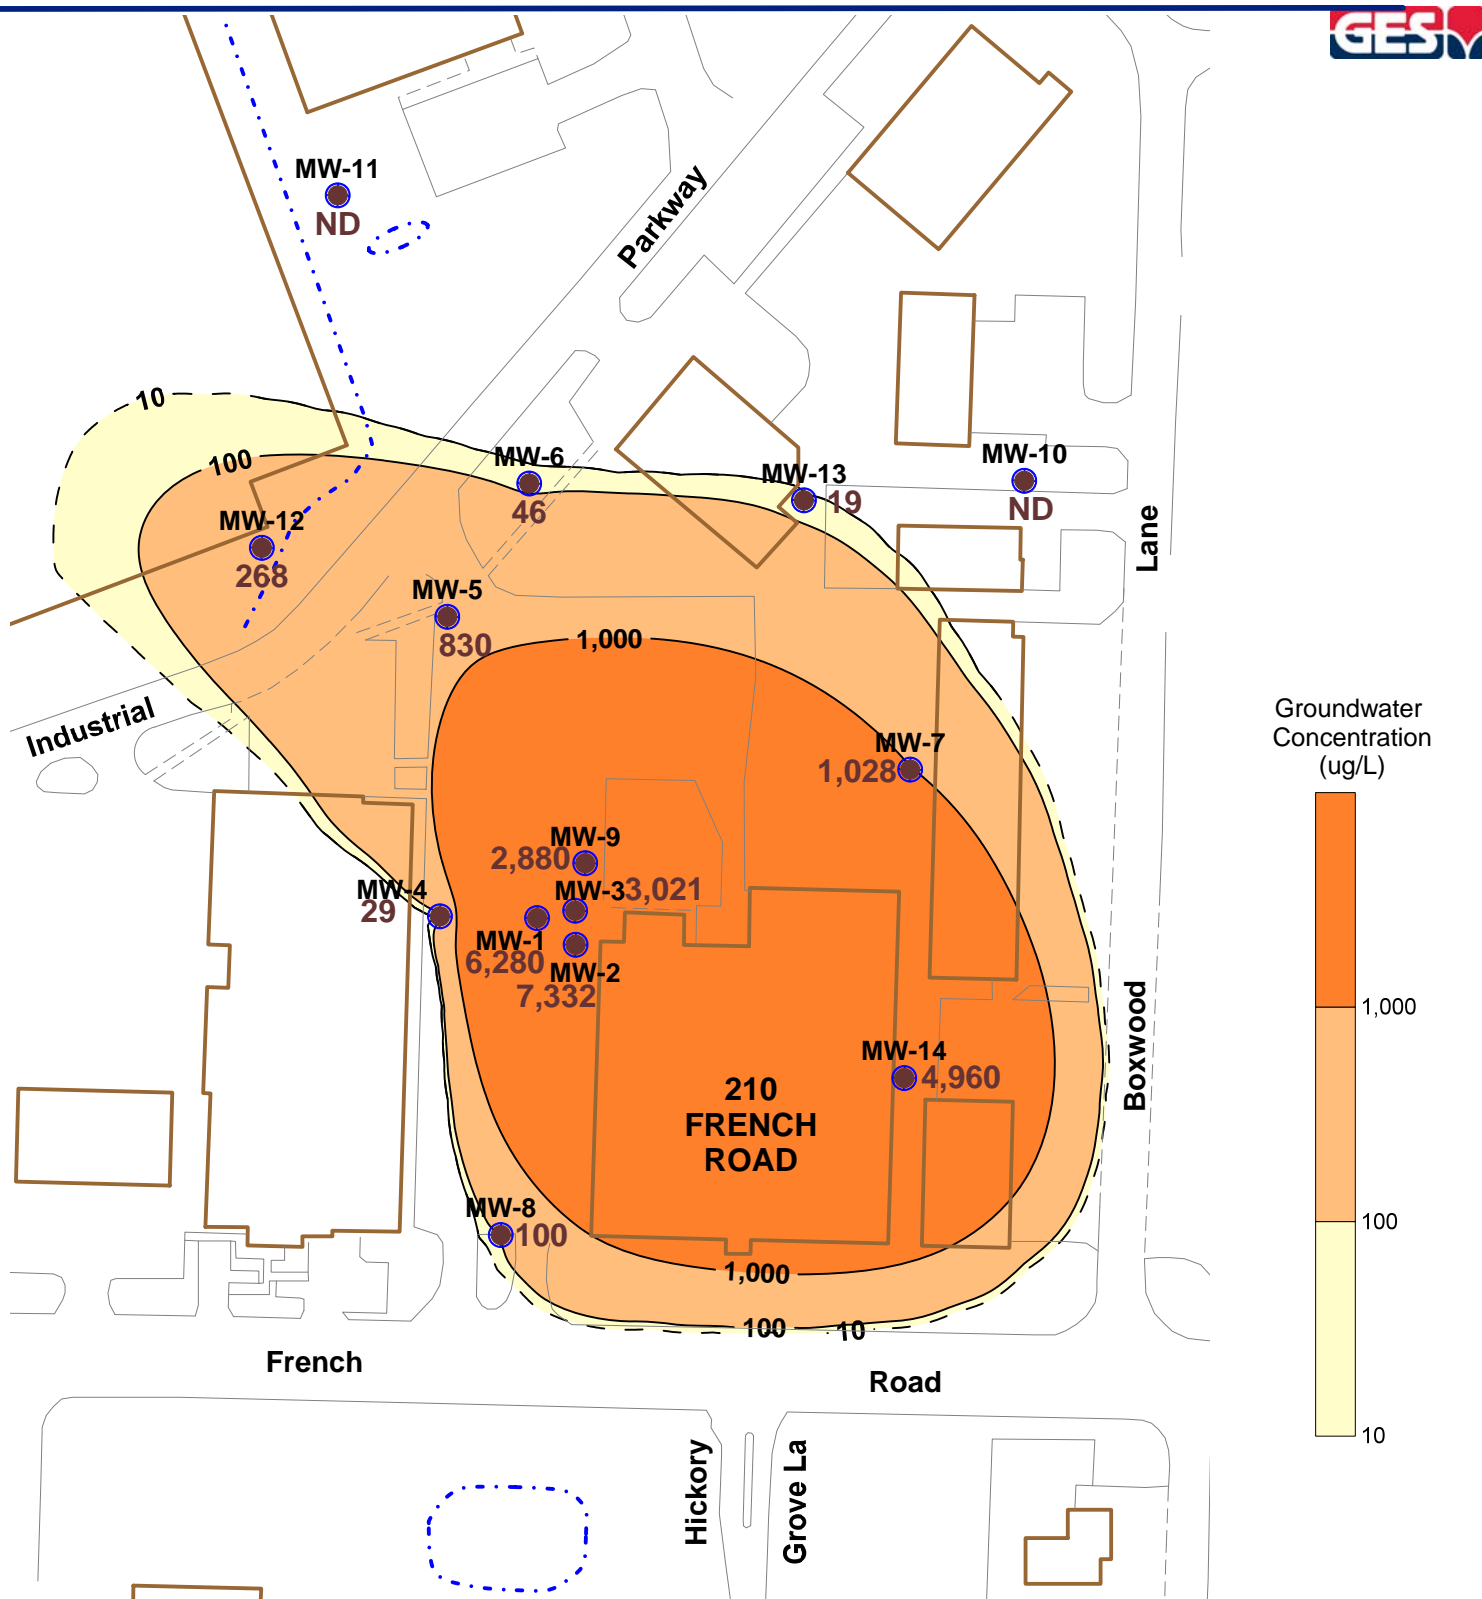 GES
MW-11
ND
Parkway
10
100
MW-6
46
MW-13
19
MW-10
ND
MW-12
268
MW-5
830
Lane
1,000
Industrial
MW-7
1,028
Groundwater
Concentration
(ug/L)
MW-9
2,880
MW-3
3,021
MW-4
29
MW-1
6,280
MW-2
7,332
1,000
Boxwood
MW-14
4,960
210
FRENCH
ROAD
MW-8
100
100
1,000
100
10
French
Road
10
Hickory
Grove La